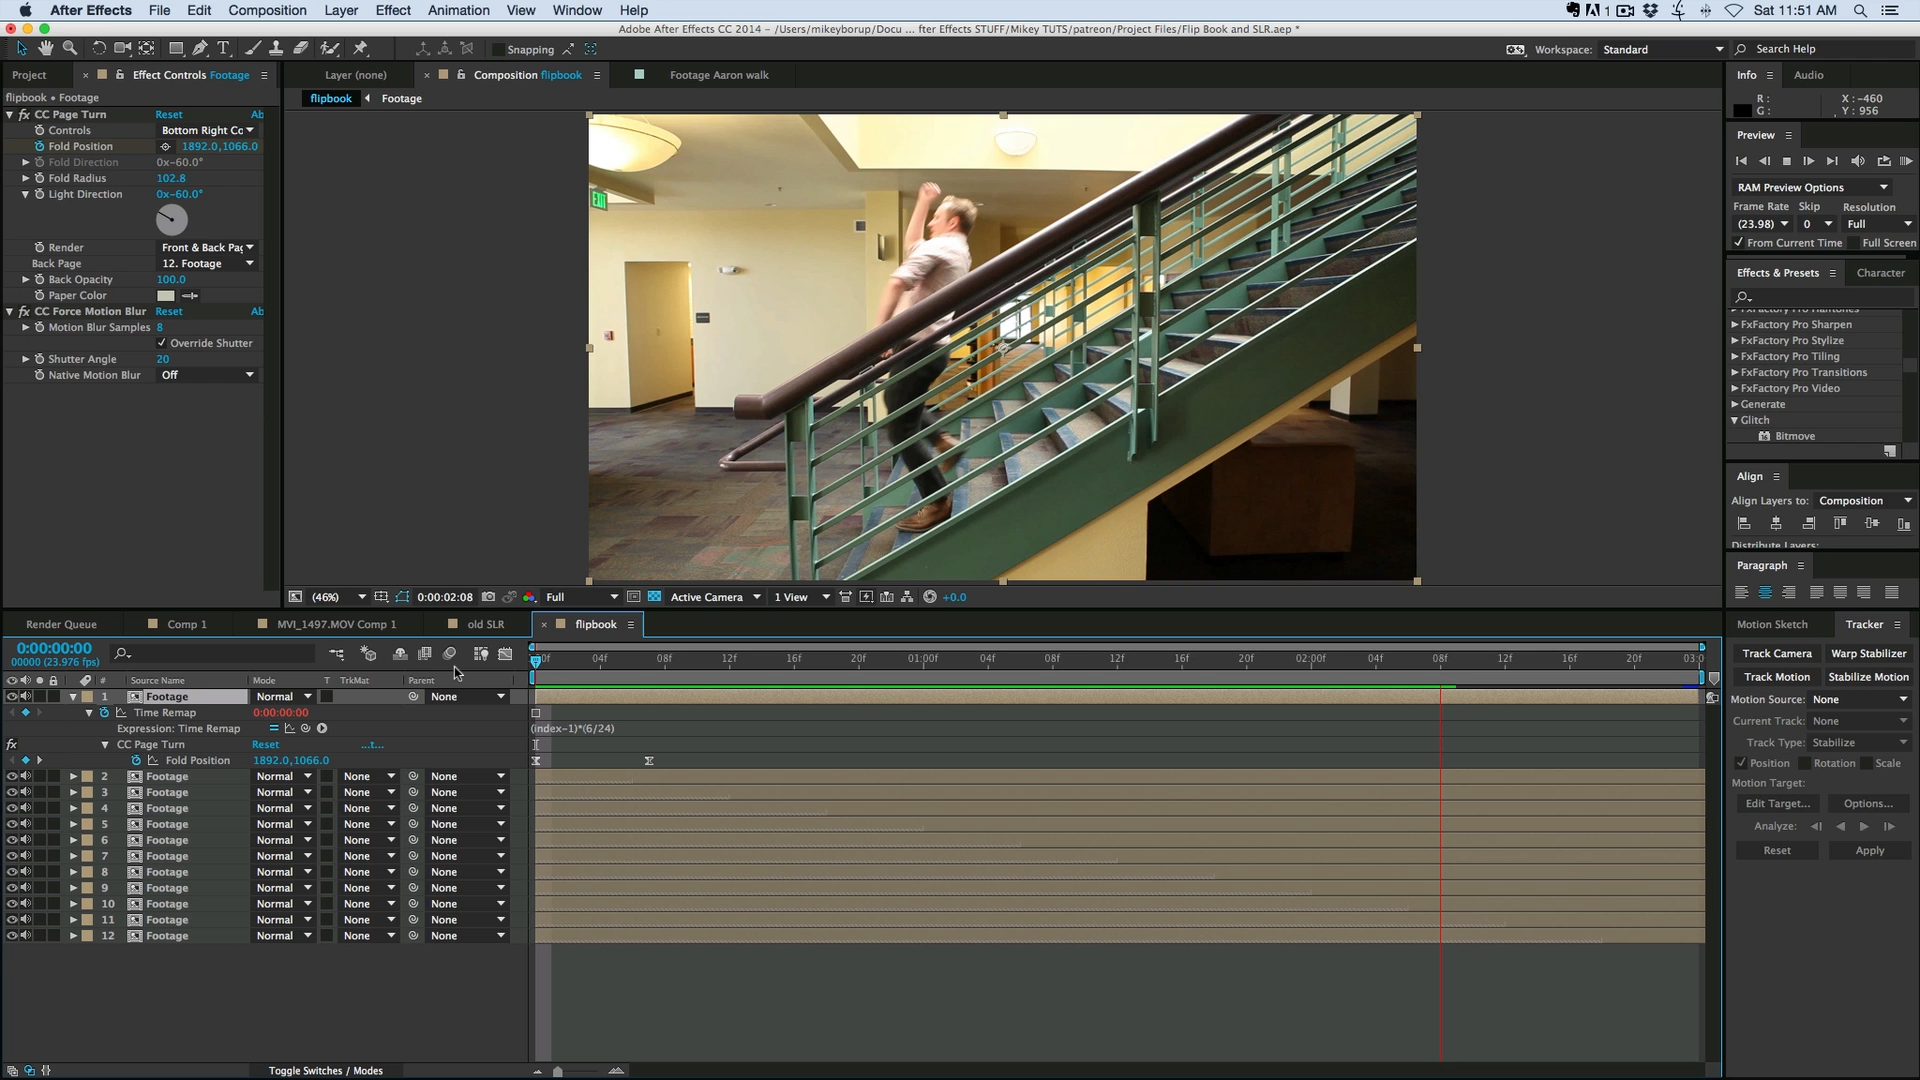 After Effects File Edit Composition Layer Effect Animation View Window Help
1 Sat 11:51 AM
Adobe After Effects CC 2014 – /Users/mikeyborup/Docu ... fter Effects STUFF/Mikey TUTS/patreon/Project Files/Flip Book and SLR.aep *
Snapping Workspace: Standard Search Help
Project Effect Controls Footage Layer (none) Composition flipbook Footage Aaron walk Info Audio
flipbook • Footage flipbook Footage
R: X: -460
G: Y: 956
fx CC Page Turn Reset Ab
Controls Bottom Right Cc
Fold Position 1892.0,1066.0
Fold Direction 0x-60.0°
Fold Radius 102.8
Light Direction 0x-60.0°
Render Front & Back Pag
Back Page 12. Footage
Back Opacity 100.0
Paper Color
fx CC Force Motion Blur Reset Ab
Motion Blur Samples 8
Override Shutter
Shutter Angle 20
Native Motion Blur Off
EXIT
Preview
RAM Preview Options
Frame Rate Skip Resolution
(23.98) 0 Full
From Current Time Full Screen
Effects & Presets Character
FxFactory Pro Halftones
FxFactory Pro Sharpen
FxFactory Pro Stylize
FxFactory Pro Tiling
FxFactory Pro Transitions
FxFactory Pro Video
Generate
Glitch
Bitmove
Align
Align Layers to: Composition
Distribute Layers:
Paragraph
(46%) 0:00:02:08 Full Active Camera 1 View +0.0
Render Queue Comp 1 MVI_1497.MOV Comp 1 old SLR flipbook
0:00:00:00
00000 (23.976 fps)
00f 04f 08f 12f 16f 20f 01:00f 04f 08f 12f 16f 20f 02:00f 04f 08f 12f 16f 20f 03:0
# Source Name Mode T TrkMat Parent
1 Footage Normal None
Time Remap 0:00:00:00
Expression: Time Remap (index-1)*(6/24)
fx CC Page Turn Reset ...t...
Fold Position 1892.0,1066.0
2 Footage Normal None None
3 Footage Normal None None
4 Footage Normal None None
5 Footage Normal None None
6 Footage Normal None None
7 Footage Normal None None
8 Footage Normal None None
9 Footage Normal None None
10 Footage Normal None None
11 Footage Normal None None
12 Footage Normal None None
Toggle Switches / Modes
Motion Sketch Tracker
Track Camera Warp Stabilizer
Track Motion Stabilize Motion
Motion Source: None
Current Track: None
Track Type: Stabilize
Position Rotation Scale
Motion Target:
Edit Target... Options...
Analyze:
Reset Apply